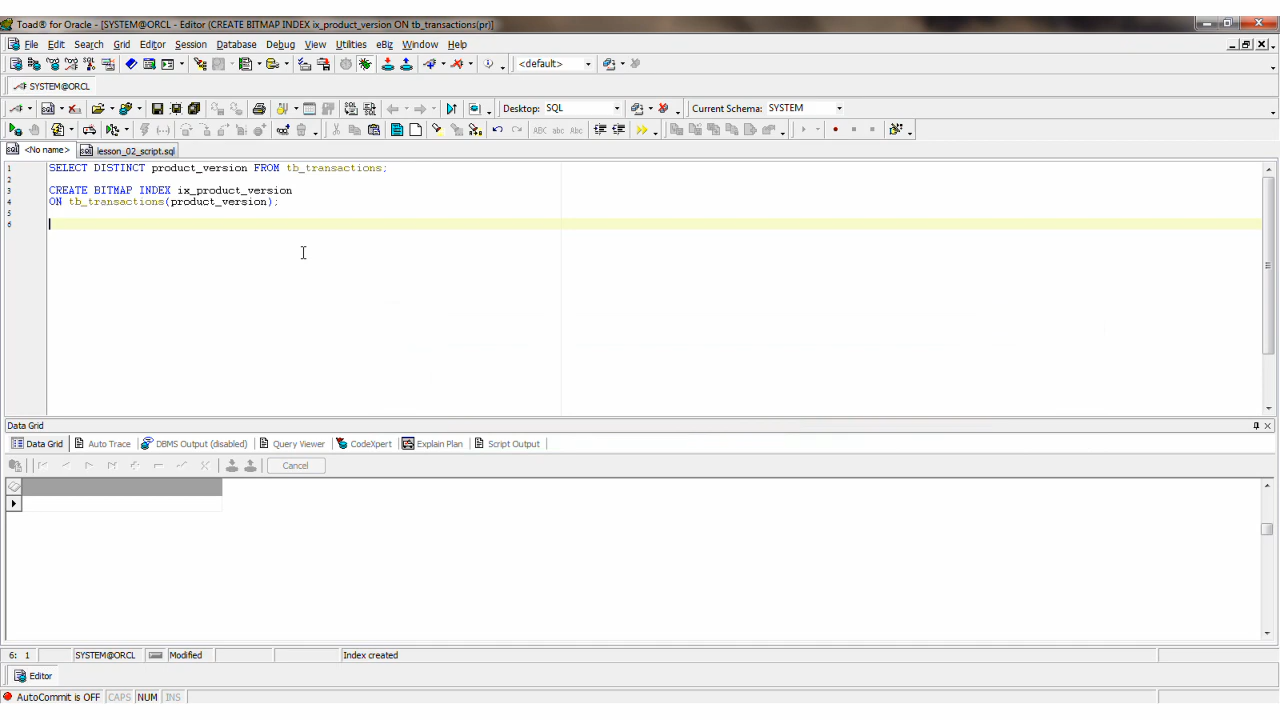 Toad® for Oracle - [SYSTEM@ORCL - Editor (CREATE BITMAP INDEX ix_product_version ON tb_transactions(pr)]
File Edit Search Grid Editor Session Database Debug View Utilities eBiz Window Help
<default>
SYSTEM@ORCL
Desktop: SQL Current Schema: SYSTEM
<No name> lesson_02_script.sql
1 SELECT DISTINCT product_version FROM tb_transactions;
2
3 CREATE BITMAP INDEX ix_product_version
4 ON tb_transactions(product_version);
5
6
Data Grid
Data Grid Auto Trace DBMS Output (disabled) Query Viewer CodeXpert Explain Plan Script Output
Cancel
6: 1 SYSTEM@ORCL Modified Index created
Editor
AutoCommit is OFF CAPS NUM INS